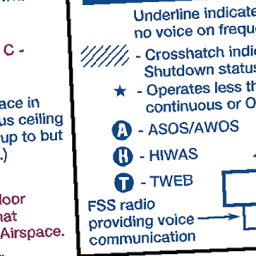 C -
ace in
us ceiling
up to but
.)
loor
hat
Airspace.
Underline indicate
no voice on frequ
- Crosshatch indi
Shutdown status
- Operates less th
continuous or O
A - ASOS/AWOS
H - HIWAS
T - TWEB
FSS radio
providing voice
communication